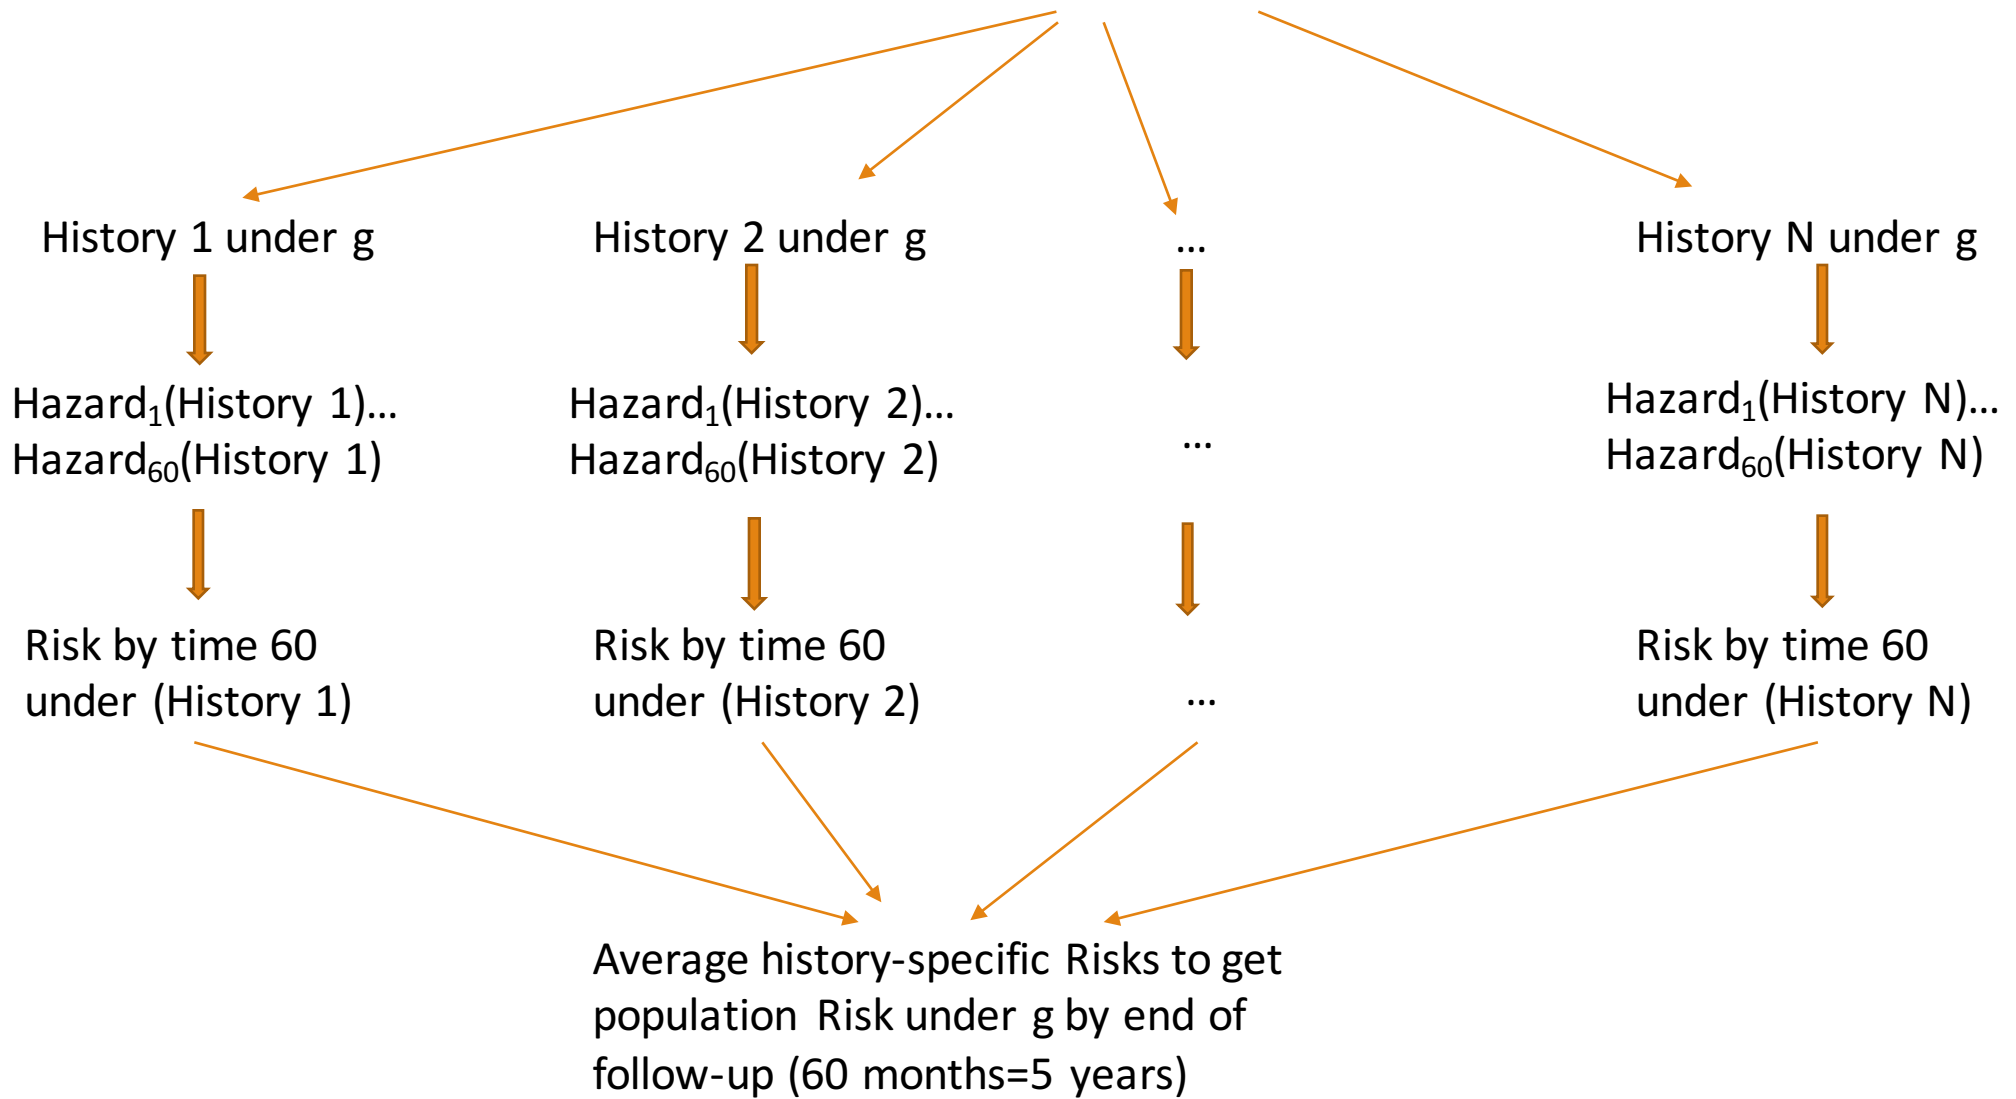 History 1 under g
History 2 under g
...
History N under g
Hazard₁(History 1)...
Hazard₆₀(History 1)
Hazard₁(History 2)...
Hazard₆₀(History 2)
...
Hazard₁(History N)...
Hazard₆₀(History N)
Risk by time 60
under (History 1)
Risk by time 60
under (History 2)
...
Risk by time 60
under (History N)
Average history-specific Risks to get
population Risk under g by end of
follow-up (60 months=5 years)